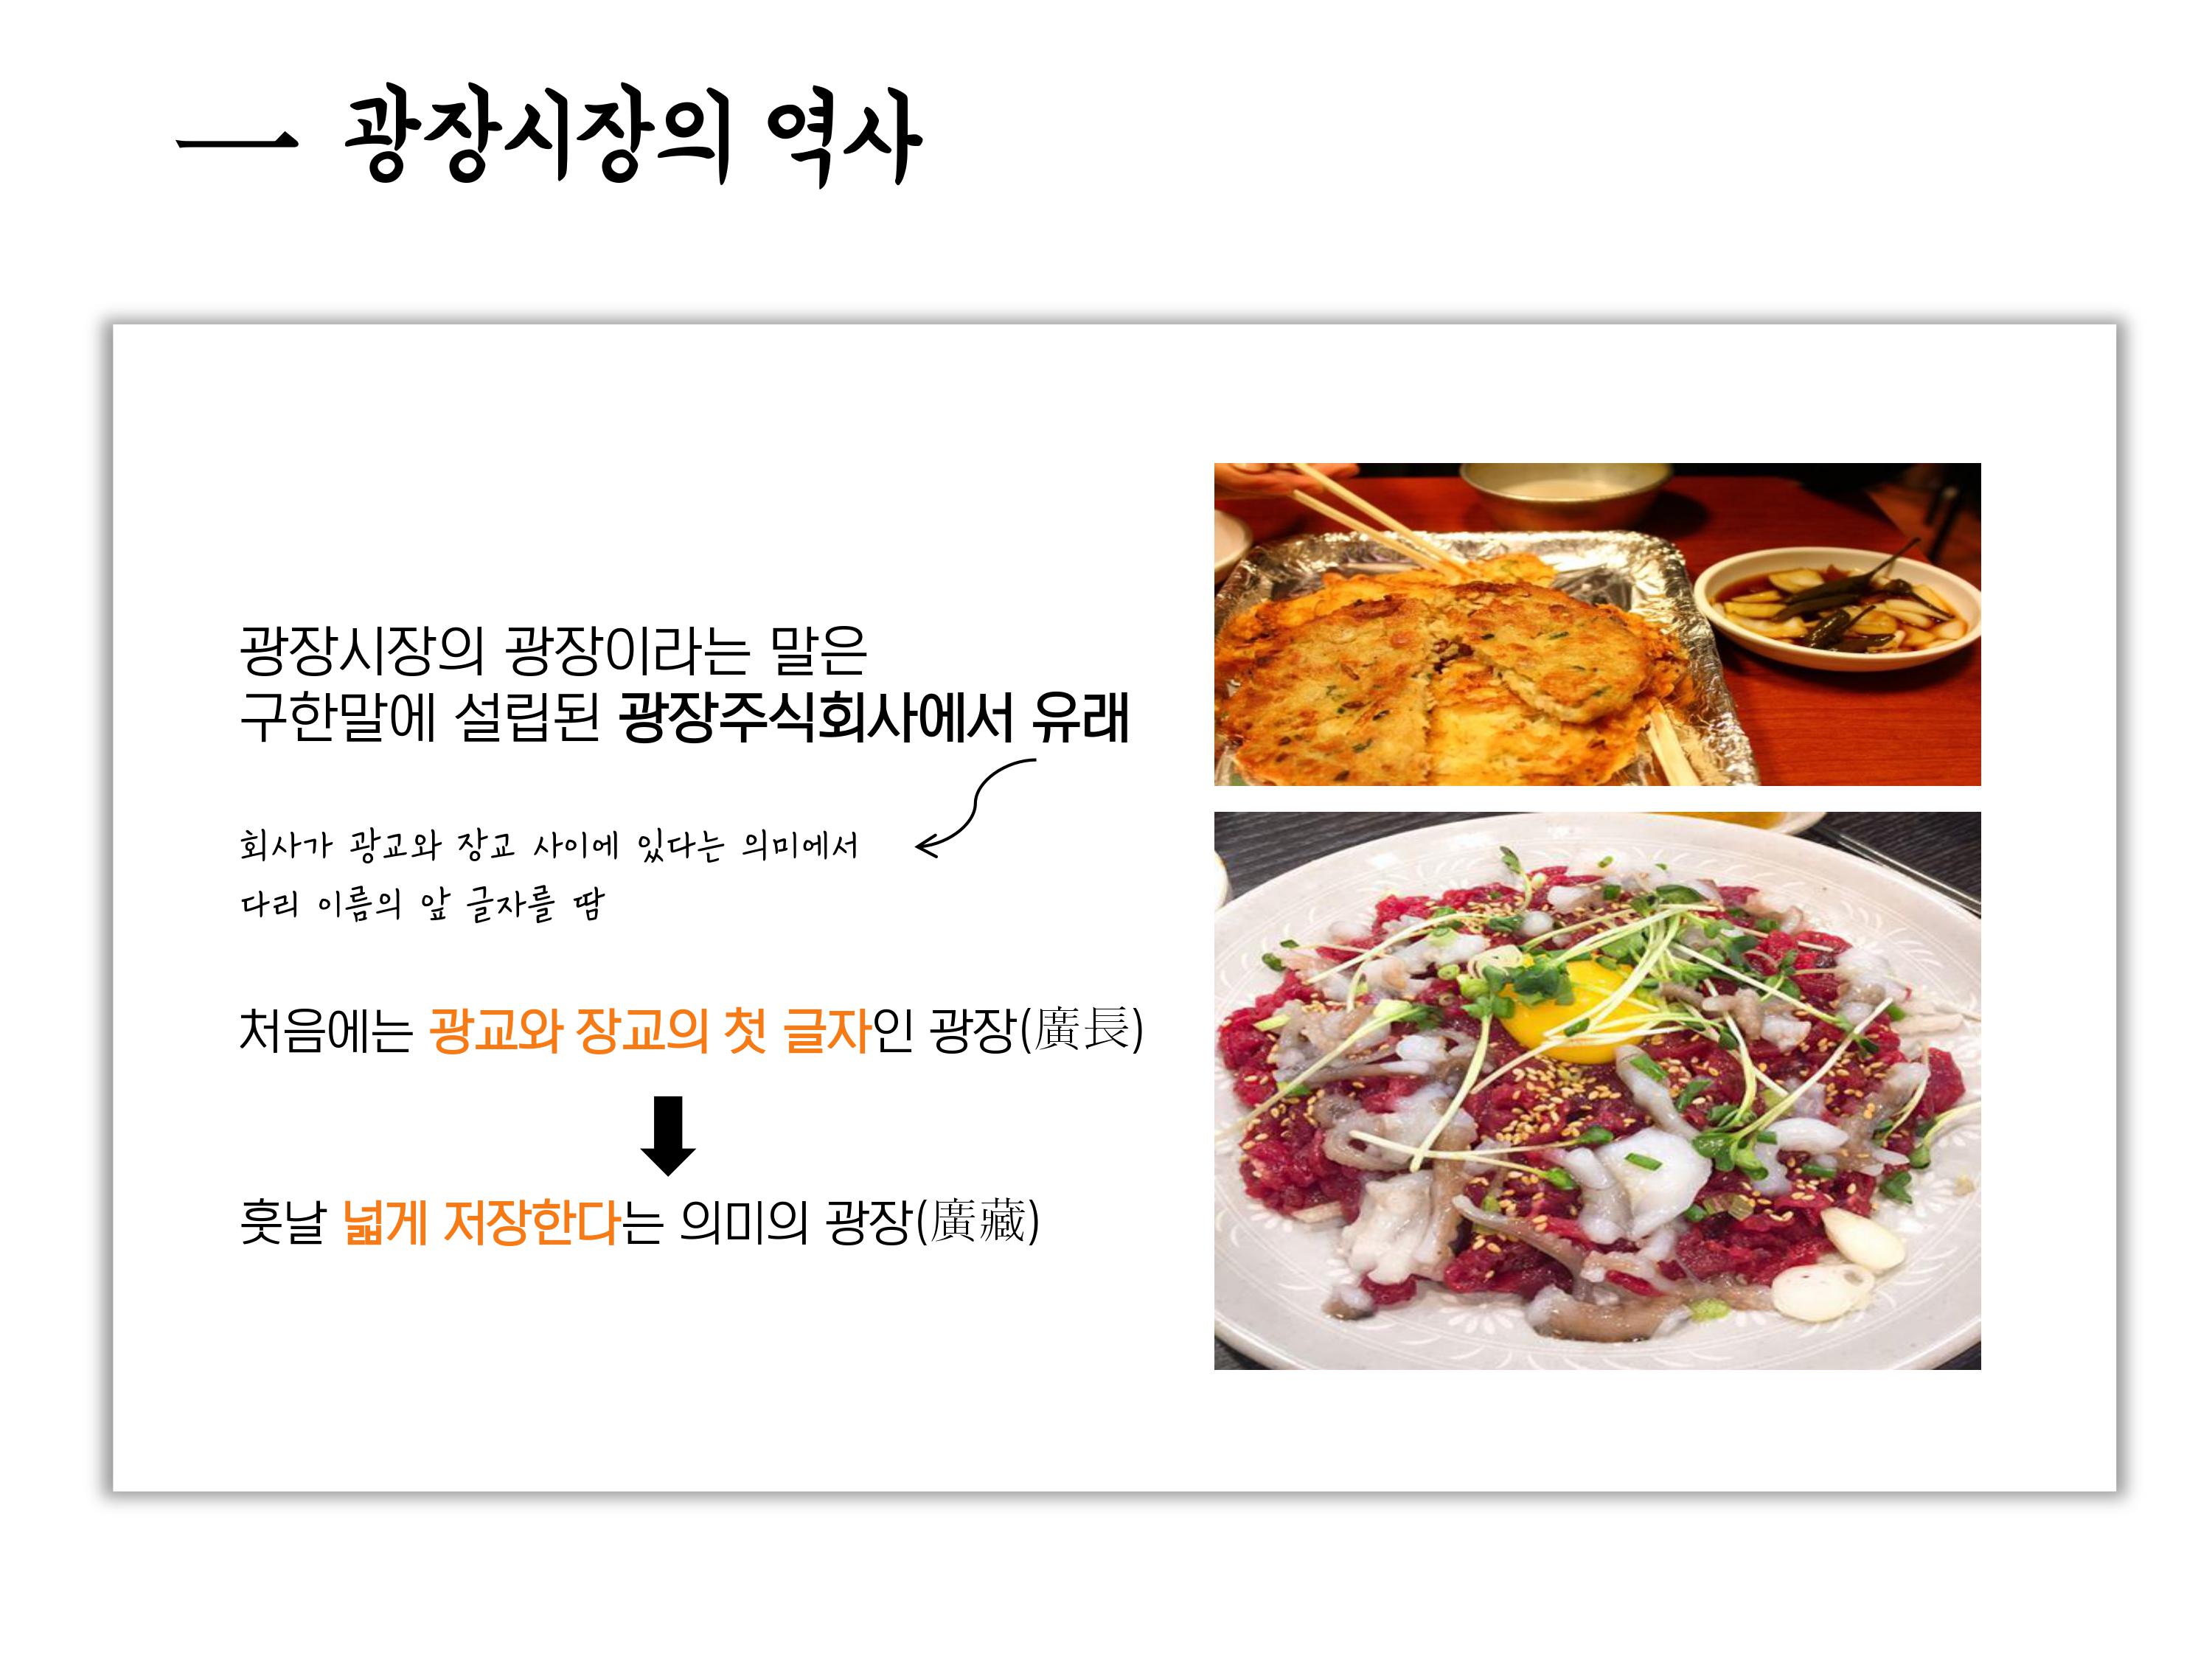 一 광장시장의 역사
광장시장의 광장이라는 말은
구한말에 설립된 광장주식회사에서 유래
회사가 광교와 장교 사이에 있다는 의미에서
다리 이름의 앞 글자를 땀
처음에는 광교와 장교의 첫 글자인 광장(廣長)
훗날 넓게 저장한다는 의미의 광장(廣藏)